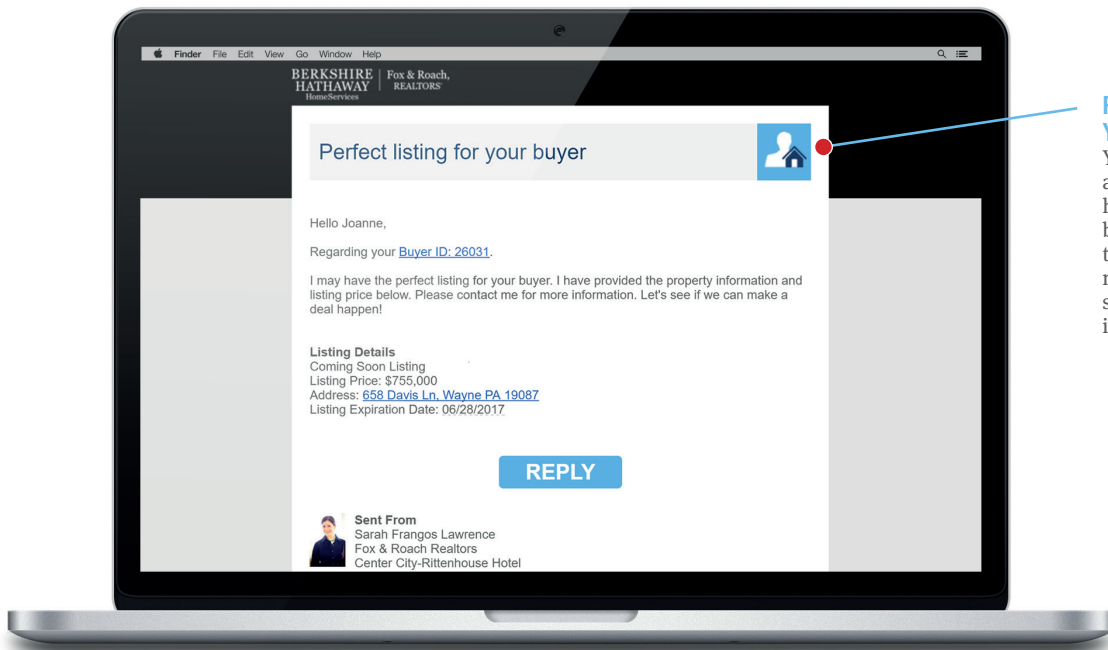 Finder File Edit View Go Window Help
BERKSHIRE HATHAWAY HomeServices
Fox & Roach, REALTORS
Perfect listing for your buyer
Hello Joanne,
Regarding your Buyer ID: 26031.
I may have the perfect listing for your buyer. I have provided the property information and
listing price below. Please contact me for more information. Let's see if we can make a
deal happen!
Listing Details
Coming Soon Listing
Listing Price: $755,000
Address: 658 Davis Ln, Wayne PA 19087
Listing Expiration Date: 06/28/2017
REPLY
Sent From
Sarah Frangos Lawrence
Fox & Roach Realtors
Center City-Rittenhouse Hotel